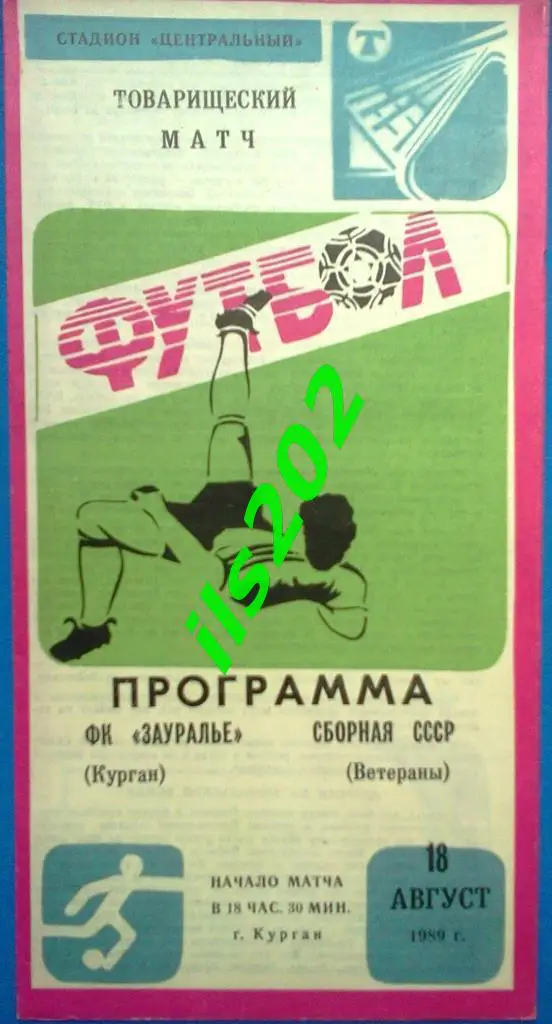 СТАДИОН «ЦЕНТРАЛЬНЫЙ»
Т
ТОВАРИЩЕСКИЙ
МАТЧ
ФУТБОЛ
ils202
ПРОГРАММА
ФК «ЗАУРАЛЬЕ» СБОРНАЯ СССР
(Курган) (Ветераны)
НАЧАЛО МАТЧА
В 18 ЧАС. 30 МИН.
г. Курган
18
АВГУСТ
1989 г.